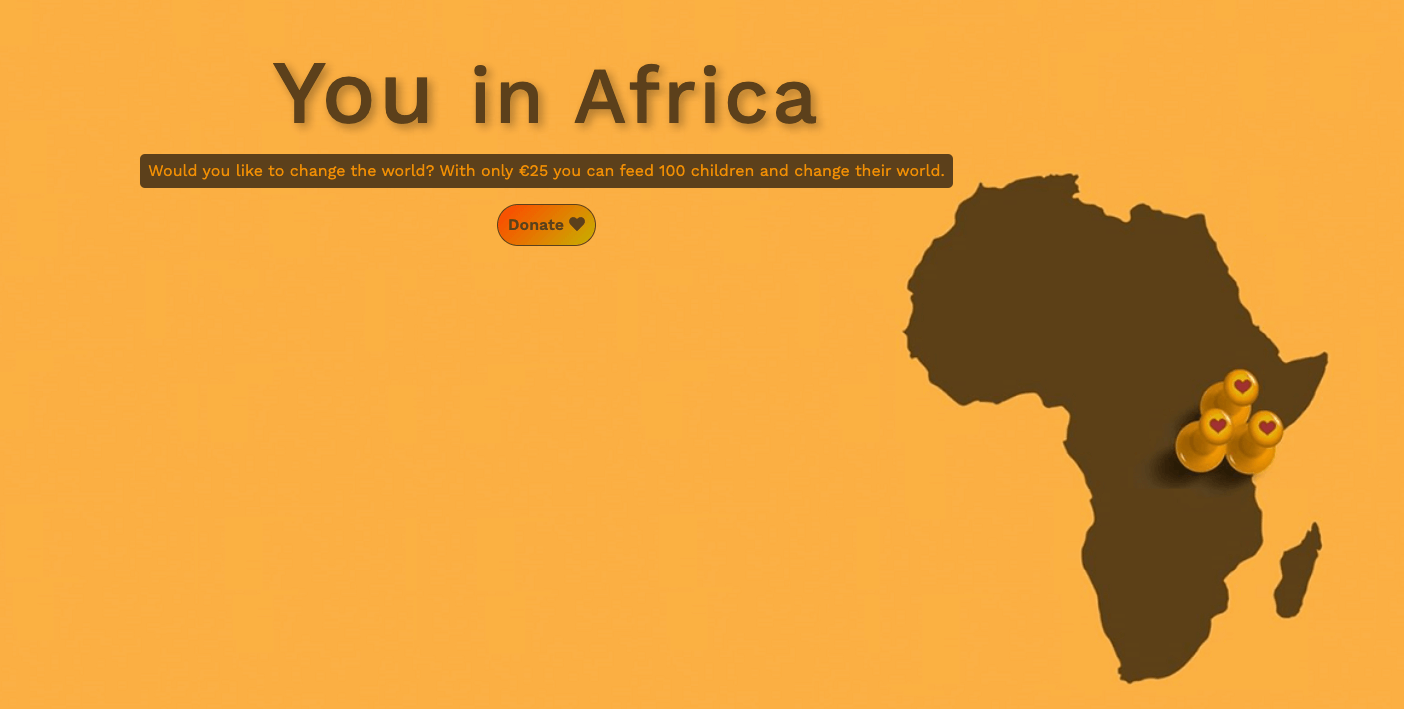 You in Africa
Would you like to change the world? With only €25 you can feed 100 children and change their world.
Donate